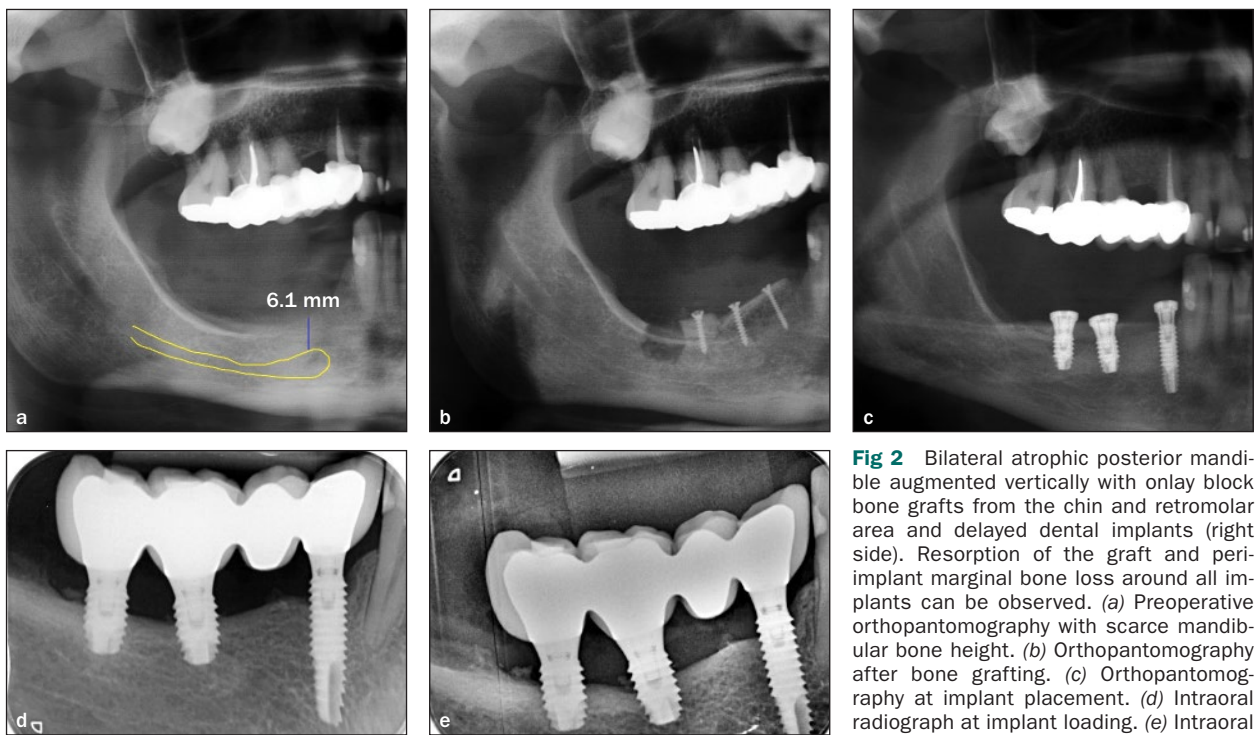 6.1 mm
a
b
c
d
e
Fig 2 Bilateral atrophic posterior mandi-
ble augmented vertically with onlay block
bone grafts from the chin and retromolar
area and delayed dental implants (right
side). Resorption of the graft and peri-
implant marginal bone loss around all im-
plants can be observed. (a) Preoperative
orthopantomography with scarce mandib-
ular bone height. (b) Orthopantomography
after bone grafting. (c) Orthopantomog-
raphy at implant placement. (d) Intraoral
radiograph at implant loading. (e) Intraoral